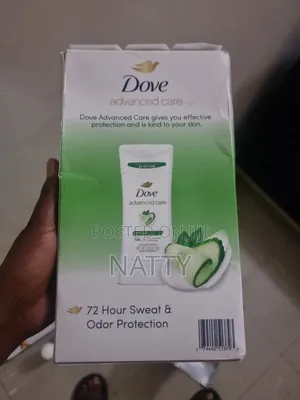 Dove
advanced care
Dove Advanced Care gives you effective
protection and is kind to your skin.
Dove
advanced care
POSTED ON JIJI
NATTY
72 Hour Sweat &
Odor Protection